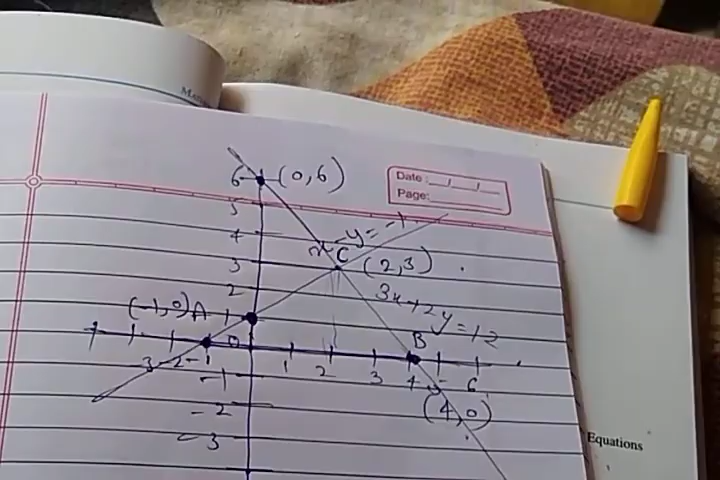 6
(0,6)
Date :
Page:
5
4
x - y = -1
3
C
(2,3)
2
3x+2y=12
(-1,0) A
1
B
-3 -2 -1 0 1 2 3 4 5 6
-1
(4,0)
-2
-3
Equations